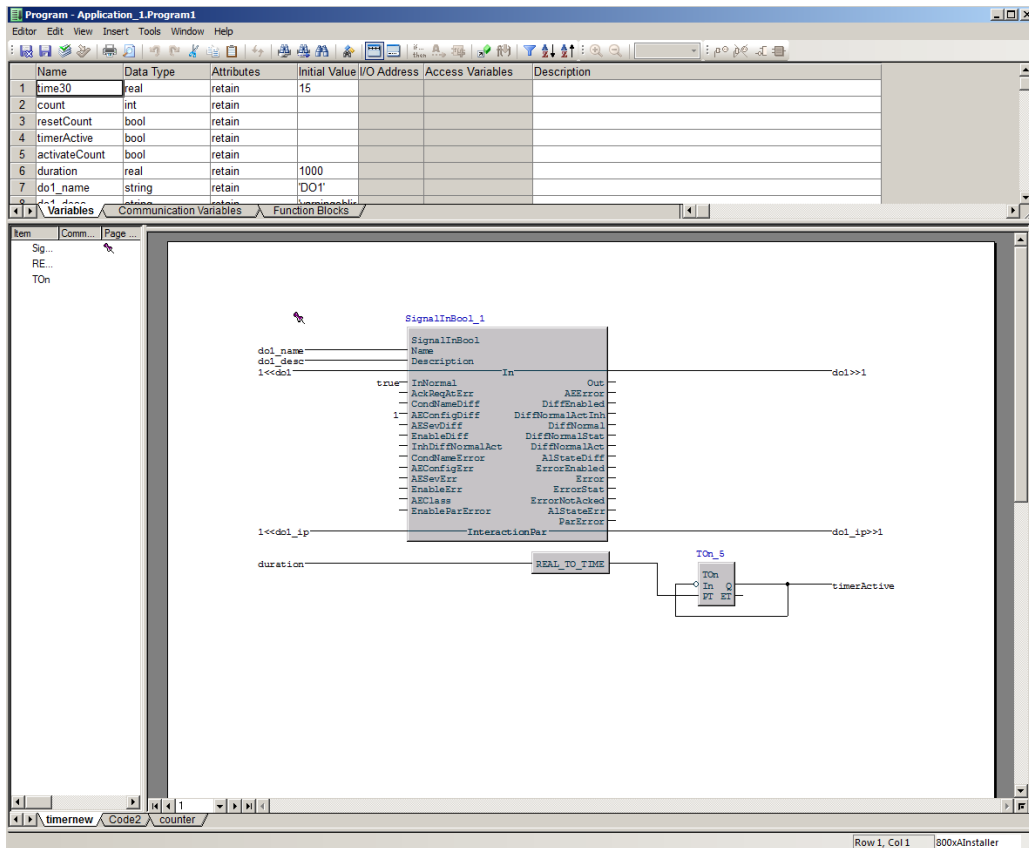 Program - Application_1.Program1
Editor Edit View Insert Tools Window Help
Name Data Type Attributes Initial Value I/O Address Access Variables Description
1 time30 real retain 15
2 count int retain
3 resetCount bool retain
4 timerActive bool retain
5 activateCount bool retain
6 duration real retain 1000
7 do1_name string retain 'DO1'
Variables Communication Variables Function Blocks
Item Comm... Page ...
Sig...
RE...
TOn
SignalInBool_1
SignalInBool
do1_name Name
do1_desc Description
1<<do1 In do1>>1
true InNormal Out
AckReqAtErr AEError
CondNameDiff DiffEnabled
1 AEConfigDiff DiffNormalActInh
AESevDiff DiffNormal
EnableDiff DiffNormalStat
InhDiffNormalAct DiffNormalAct
CondNameError AlStateDiff
AEConfigErr ErrorEnabled
AESevErr Error
EnableErr ErrorStat
AEClass ErrorNotAcked
EnableParError AlStateErr
ParError
1<<do1_ip InteractionPar do1_ip>>1
TOn_5
duration REAL_TO_TIME
TOn
In Q timerActive
PT ET
1
timernew Code2 counter
Row 1, Col 1 800xAInstaller